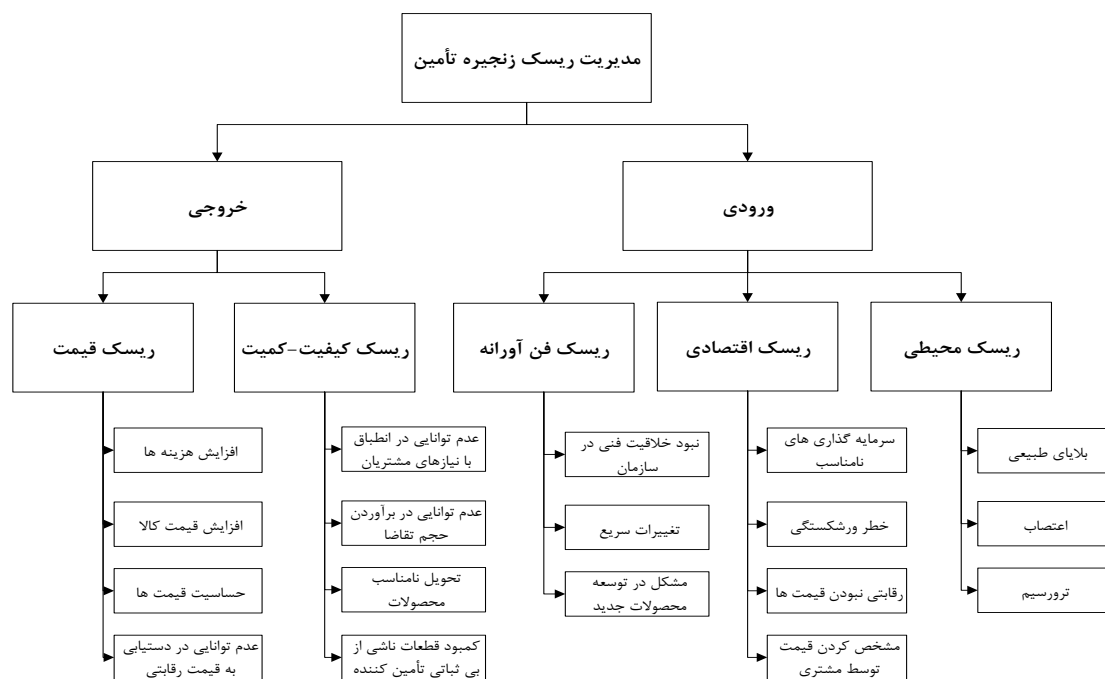 مدیریت ریسک زنجیره تأمین
ورودی
خروجی
ریسک محیطی
ریسک اقتصادی
ریسک فن آورانه
ریسک کیفیت-کمیت
ریسک قیمت
بلایای طبیعی
اعتصاب
ترورسیم
سرمایه گذاری های
نامناسب
خطر ورشکستگی
رقابتی نبودن قیمت ها
مشخص کردن قیمت
توسط مشتری
نبود خلاقیت فنی در
سازمان
تغییرات سریع
مشکل در توسعه
محصولات جدید
عدم توانایی در انطباق
با نیازهای مشتریان
عدم توانایی در برآوردن
حجم تقاضا
تحویل نامناسب
محصولات
کمبود قطعات ناشی از
بی ثباتی تأمین کننده
افزایش هزینه ها
افزایش قیمت کالا
حساسیت قیمت ها
عدم توانایی در دستیابی
به قیمت رقابتی